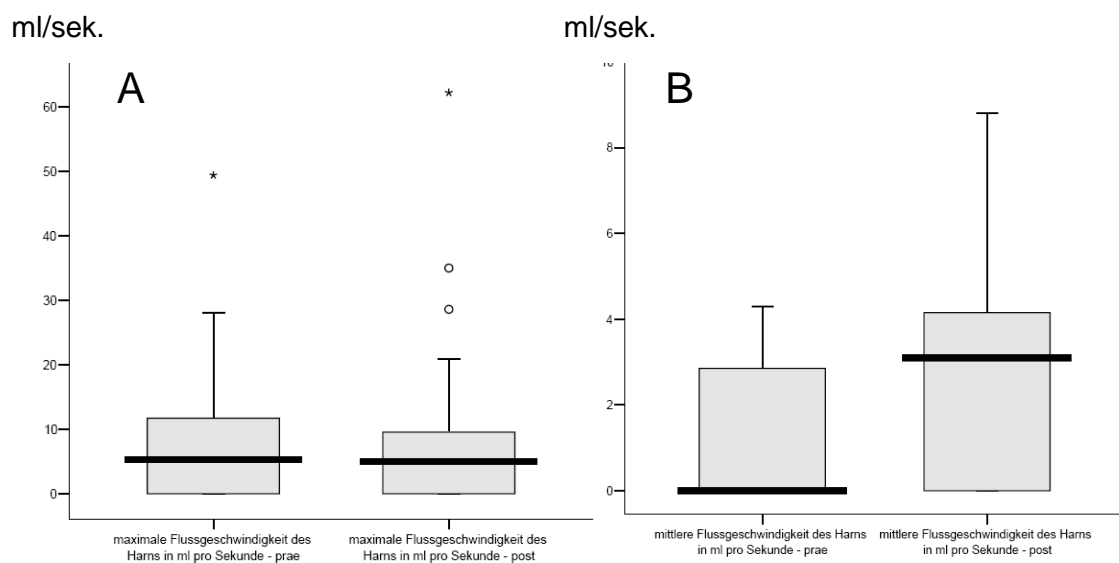 ml/sek.
A
60
50
40
30
20
10
0
maximale Flussgeschwindigkeit des
Harns in ml pro Sekunde - prae
maximale Flussgeschwindigkeit des
Harns in ml pro Sekunde - post
ml/sek.
B
10
8
6
4
2
0
mittlere Flussgeschwindigkeit des Harns
in ml pro Sekunde - prae
mittlere Flussgeschwindigkeit des Harns
in ml pro Sekunde - post